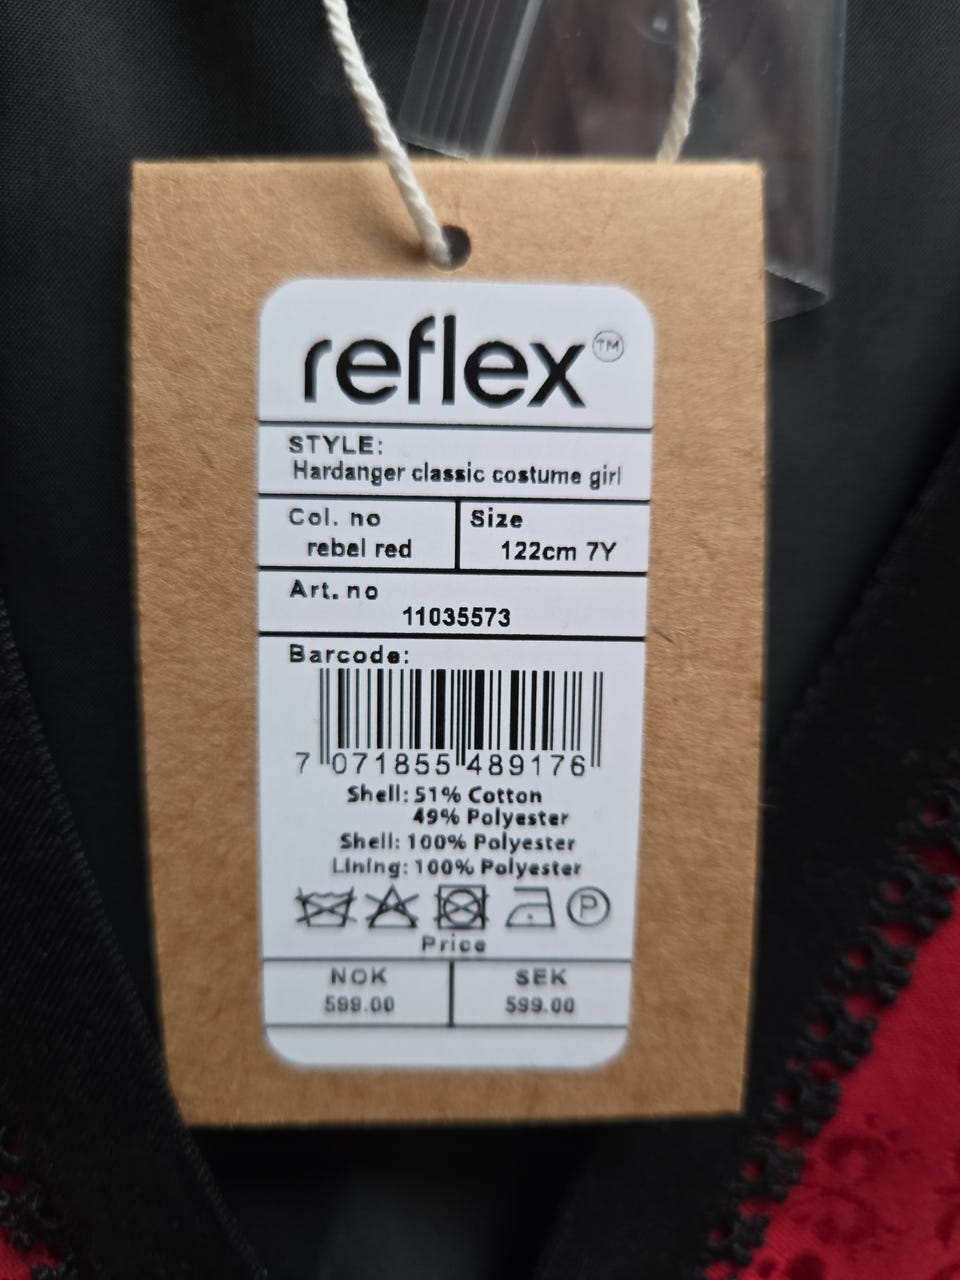 reflex™
STYLE:
Hardanger classic costume girl
Col. no
rebel red
Size
122cm 7Y
Art. no
11035573
Barcode:
7 071855 489176
Shell: 51% Cotton
49% Polyester
Shell: 100% Polyester
Lining: 100% Polyester
P
Price
NOK
599.00
SEK
599.00